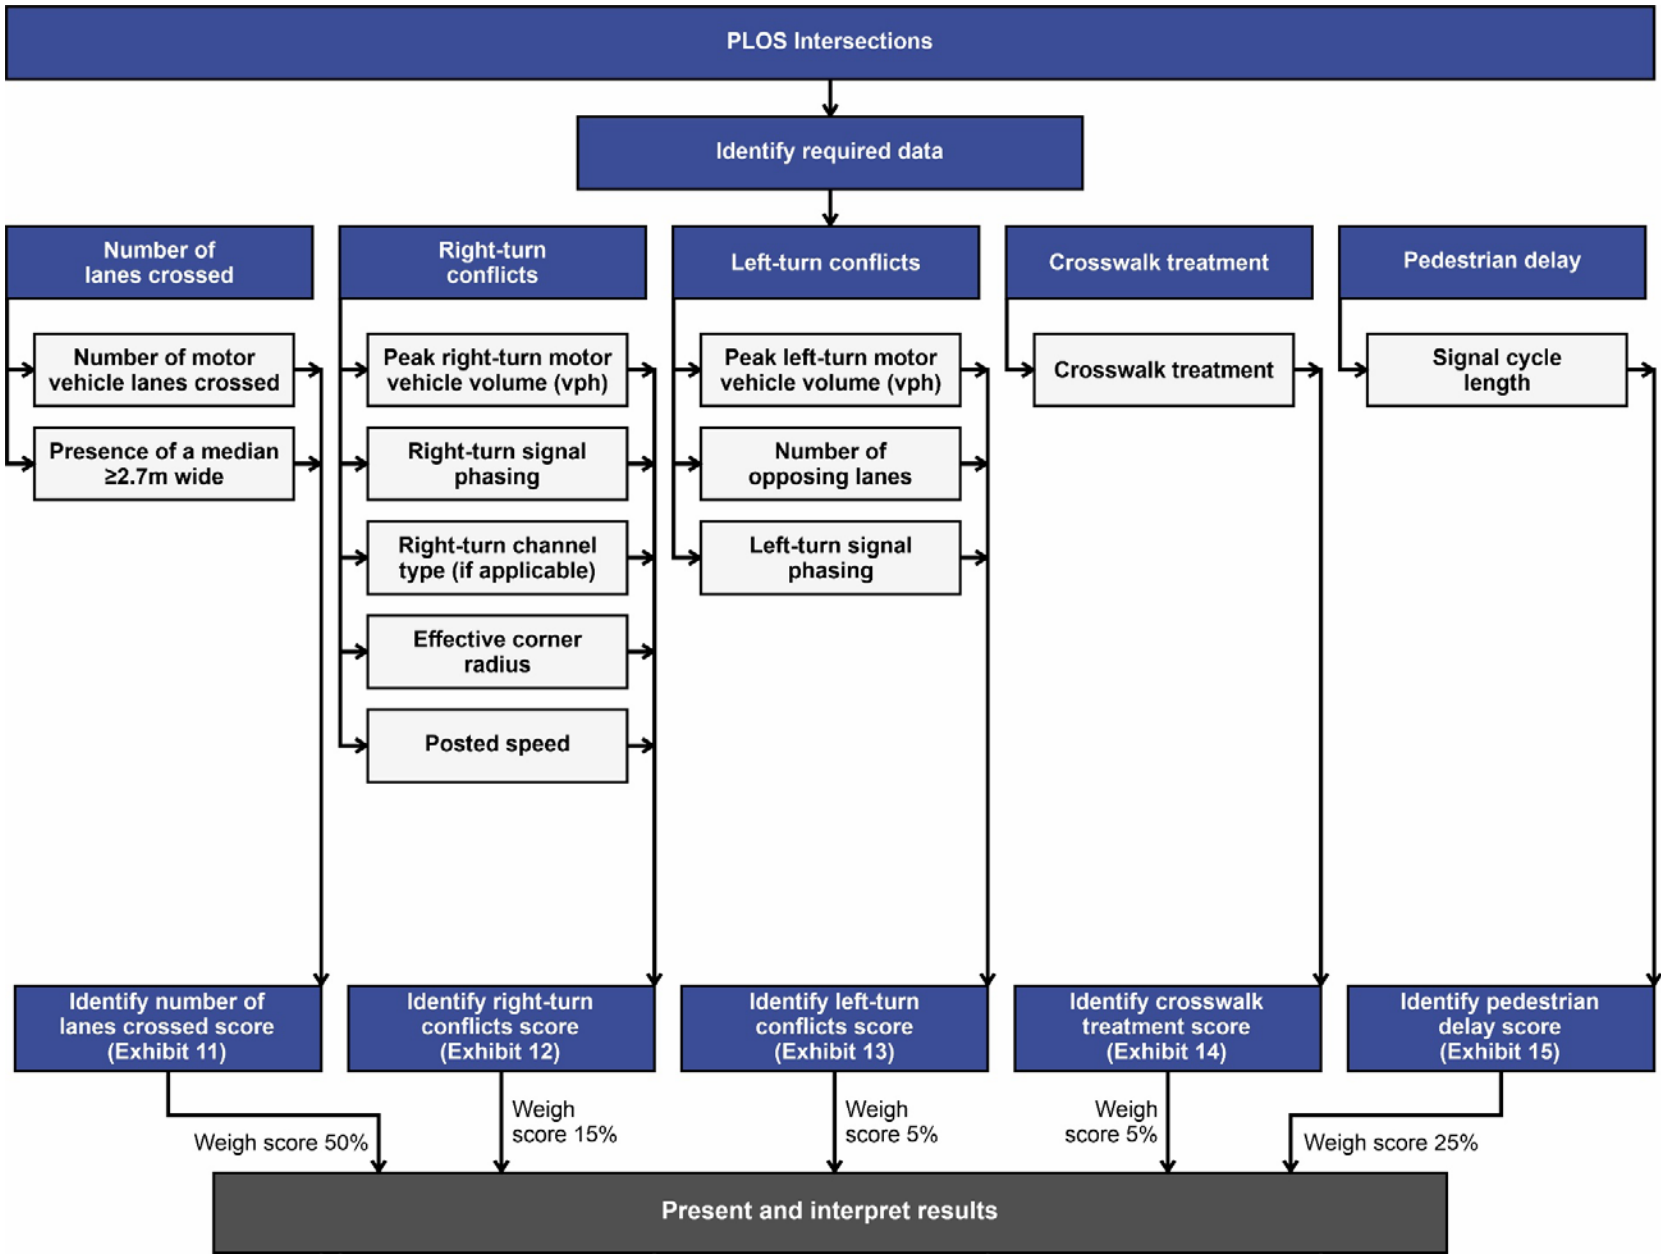 PLOS Intersections
Identify required data
Number of
lanes crossed
Right-turn
conflicts
Left-turn conflicts
Crosswalk treatment
Pedestrian delay
Number of motor
vehicle lanes crossed
Presence of a median
≥2.7m wide
Peak right-turn motor
vehicle volume (vph)
Right-turn signal
phasing
Right-turn channel
type (if applicable)
Effective corner
radius
Posted speed
Peak left-turn motor
vehicle volume (vph)
Number of
opposing lanes
Left-turn signal
phasing
Crosswalk treatment
Signal cycle
length
Identify number of
lanes crossed score
(Exhibit 11)
Identify right-turn
conflicts score
(Exhibit 12)
Identify left-turn
conflicts score
(Exhibit 13)
Identify crosswalk
treatment score
(Exhibit 14)
Identify pedestrian
delay score
(Exhibit 15)
Weigh score 50%
Weigh
score 15%
Weigh
score 5%
Weigh
score 5%
Weigh score 25%
Present and interpret results